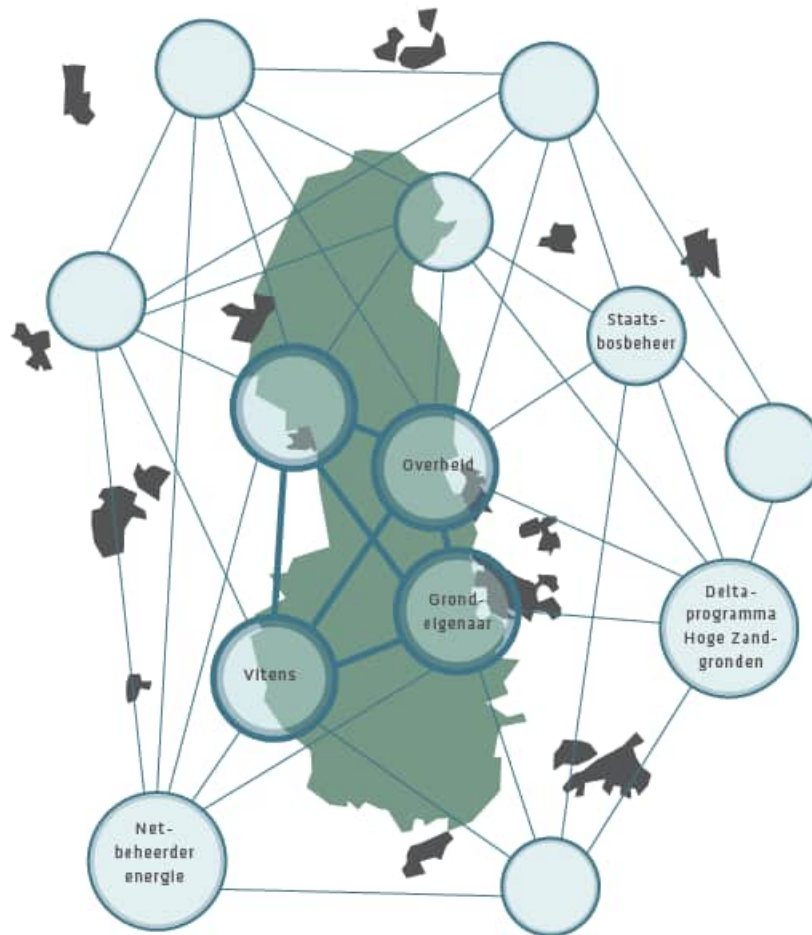 Staats-
bosbeheer
Overheid
Grond-
eigenaar
Delta-
programma
Hoge Zand-
gronden
Vitens
Net-
beheerder
energie